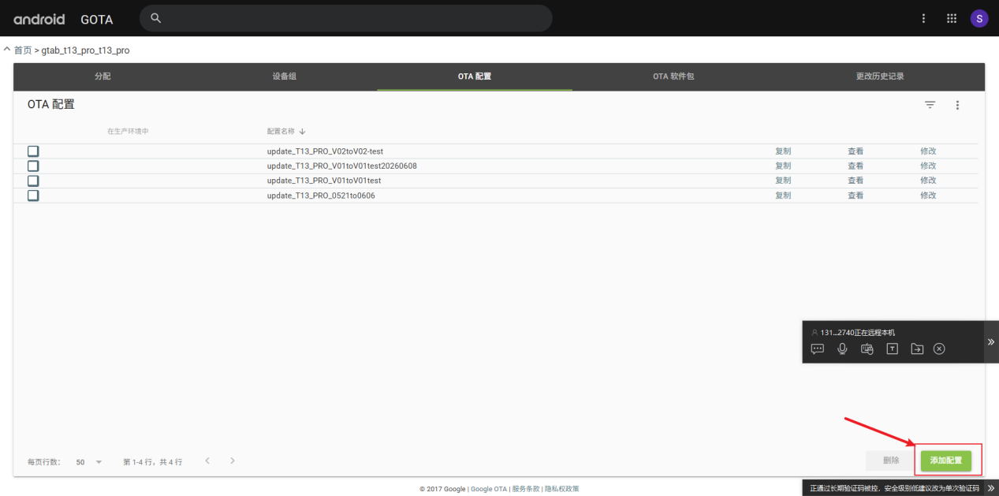 android GOTA
S
首页 > gtab_t13_pro_t13_pro
分配 设备组 OTA 配置 OTA 软件包 更改历史记录
OTA 配置
在生产环境中 配置名称
update_T13_PRO_V02toV02-test 复制 查看 修改
update_T13_PRO_V01toV01test20260608 复制 查看 修改
update_T13_PRO_V01toV01test 复制 查看 修改
update_T13_PRO_0521to0606 复制 查看 修改
131...2740正在远程本机
每页行数: 50 第 1-4 行，共 4 行 删除 添加配置
© 2017 Google | Google OTA | 服务条款 | 隐私权政策
正通过长期验证码被控，安全级别低建议改为单次验证码